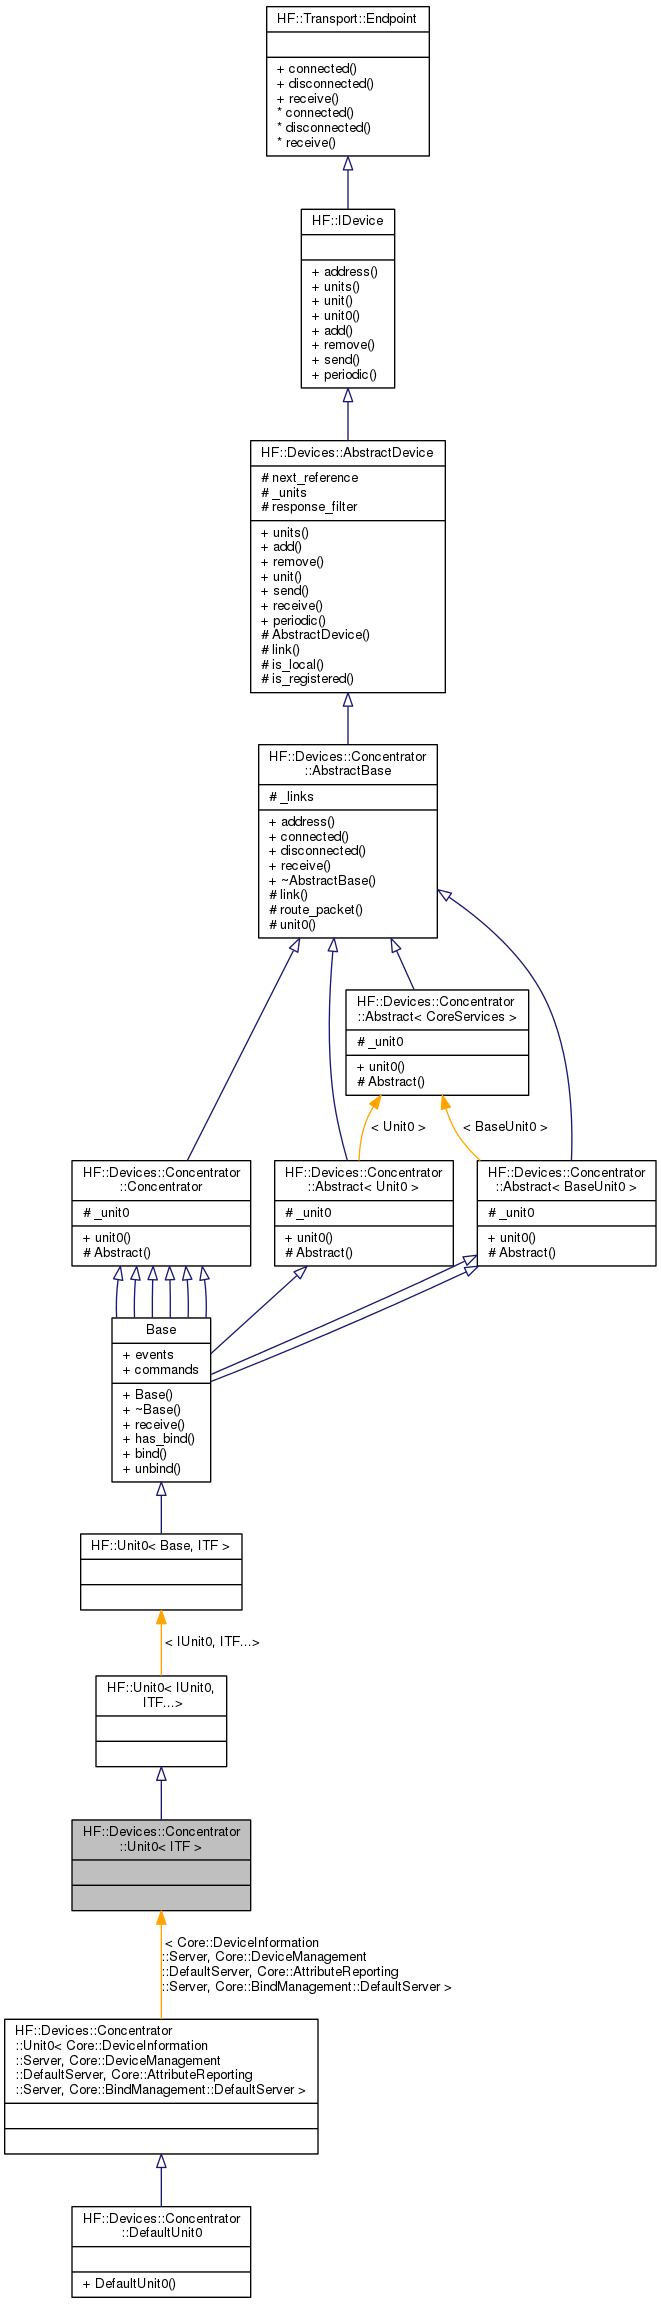 HF::Transport::Endpoint
+ connected()
+ disconnected()
+ receive()
* connected()
* disconnected()
* receive()
HF::IDevice
+ address()
+ units()
+ unit()
+ unit0()
+ add()
+ remove()
+ send()
+ periodic()
HF::Devices::AbstractDevice
# next_reference
# _units
# response_filter
+ units()
+ add()
+ remove()
+ unit()
+ send()
+ receive()
+ periodic()
# AbstractDevice()
# link()
# is_local()
# is_registered()
HF::Devices::Concentrator
::AbstractBase
# _links
+ address()
+ connected()
+ disconnected()
+ receive()
+ ~AbstractBase()
# link()
# route_packet()
# unit0()
HF::Devices::Concentrator
::Abstract< CoreServices >
# _unit0
+ unit0()
# Abstract()
< Unit0 >
< BaseUnit0 >
HF::Devices::Concentrator
::Concentrator
# _unit0
+ unit0()
# Abstract()
HF::Devices::Concentrator
::Abstract< Unit0 >
# _unit0
+ unit0()
# Abstract()
HF::Devices::Concentrator
::Abstract< BaseUnit0 >
# _unit0
+ unit0()
# Abstract()
Base
+ events
+ commands
+ Base()
+ ~Base()
+ receive()
+ has_bind()
+ bind()
+ unbind()
HF::Unit0< Base, ITF >
< IUnit0, ITF...>
HF::Unit0< IUnit0,
ITF...>
HF::Devices::Concentrator
::Unit0< ITF >
< Core::DeviceInformation
::Server, Core::DeviceManagement
::DefaultServer, Core::AttributeReporting
::Server, Core::BindManagement::DefaultServer >
HF::Devices::Concentrator
::Unit0< Core::DeviceInformation
::Server, Core::DeviceManagement
::DefaultServer, Core::AttributeReporting
::Server, Core::BindManagement::DefaultServer >
HF::Devices::Concentrator
::DefaultUnit0
+ DefaultUnit0()